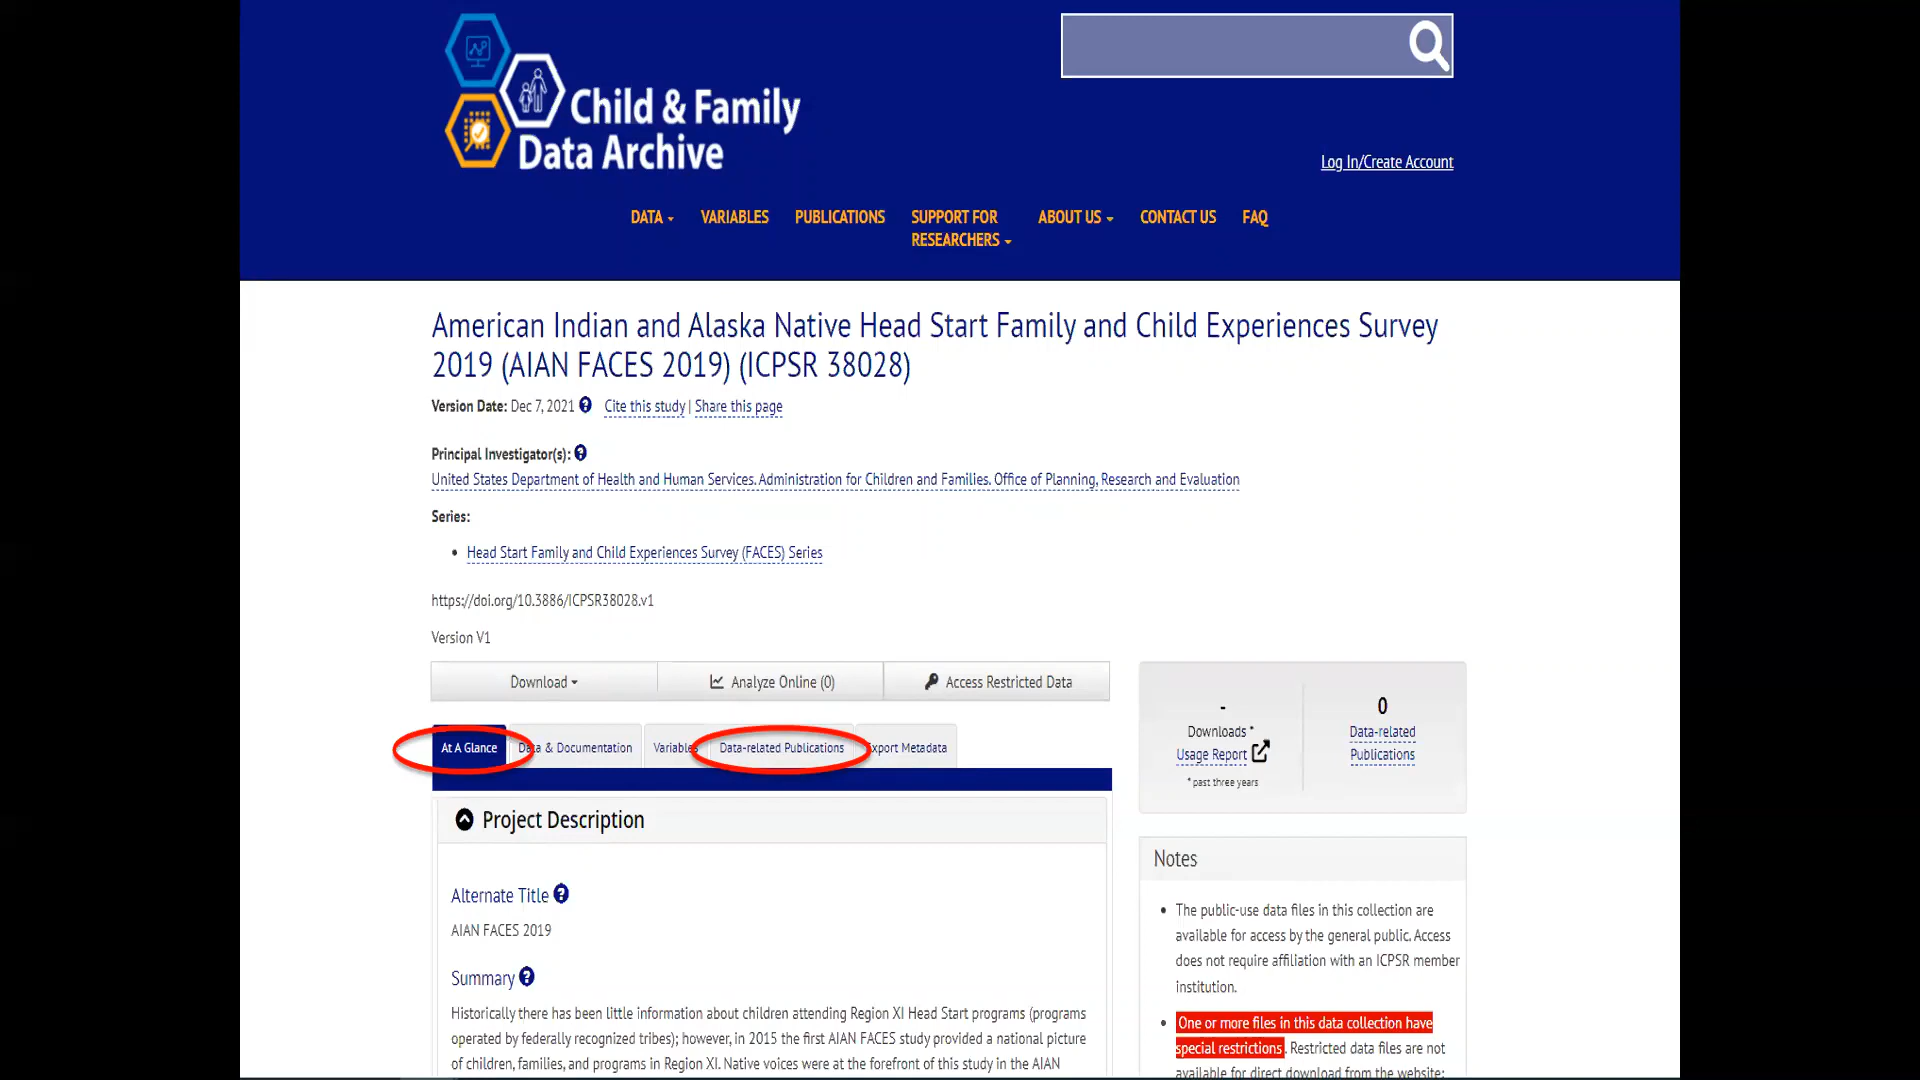 Child & Family
Data Archive
Log In/Create Account
DATA VARIABLES PUBLICATIONS SUPPORT FOR RESEARCHERS ABOUT US CONTACT US FAQ
American Indian and Alaska Native Head Start Family and Child Experiences Survey
2019 (AIAN FACES 2019) (ICPSR 38028)
Version Date: Dec 7, 2021 Cite this study | Share this page
Principal Investigator(s):
United States Department of Health and Human Services. Administration for Children and Families. Office of Planning, Research and Evaluation
Series:
• Head Start Family and Child Experiences Survey (FACES) Series
https://doi.org/10.3886/ICPSR38028.v1
Version V1
Download Analyze Online (0) Access Restricted Data
At A Glance Data & Documentation Variables Data-related Publications Export Metadata
Project Description
Alternate Title
AIAN FACES 2019
Summary
Historically there has been little information about children attending Region XI Head Start programs (programs
operated by federally recognized tribes); however, in 2015 the first AIAN FACES study provided a national picture
of children, families, and programs in Region XI. Native voices were at the forefront of this study in the AIAN
-
Downloads *
Usage Report
* past three years
0
Data-related
Publications
Notes
• The public-use data files in this collection are
available for access by the general public. Access
does not require affiliation with an ICPSR member
institution.
• One or more files in this data collection have
special restrictions. Restricted data files are not
available for direct download from the website;